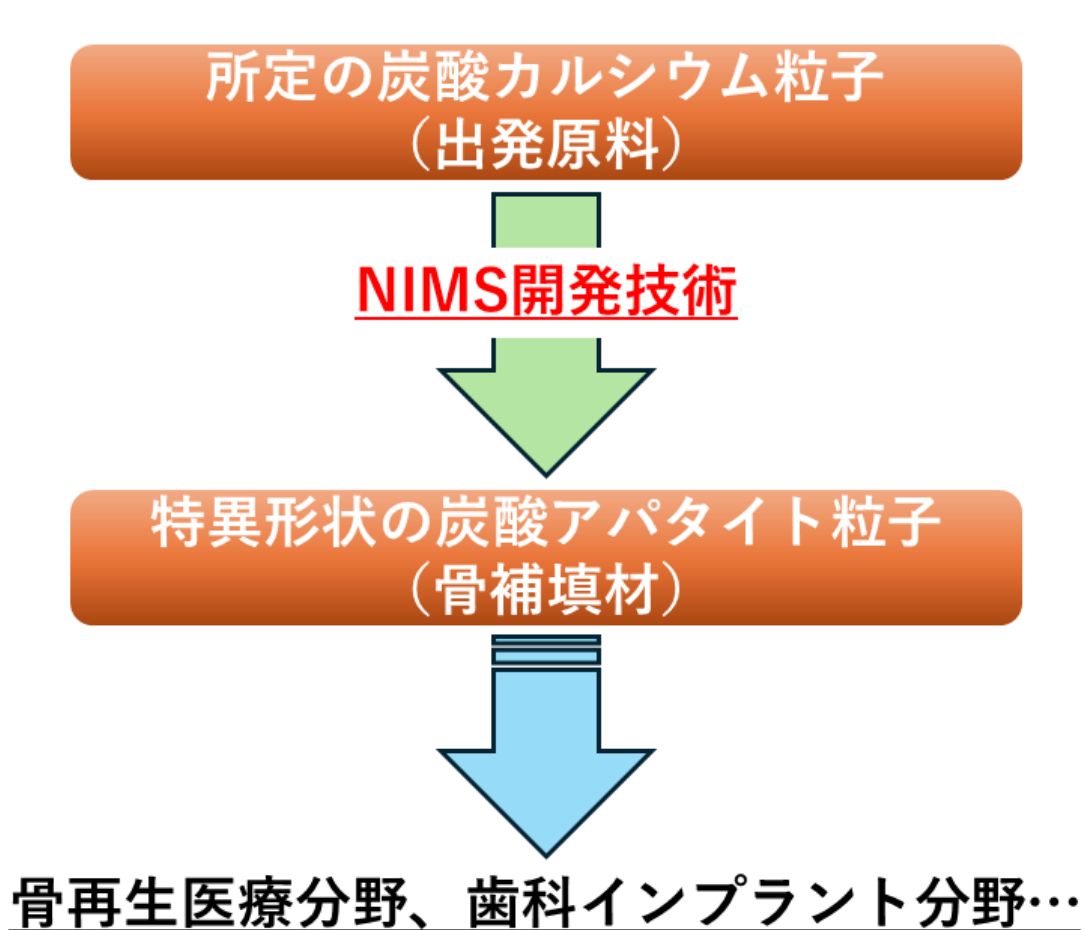 所定の炭酸カルシウム粒子
（出発原料）
NIMS開発技術
特異形状の炭酸アパタイト粒子
（骨補填材）
骨再生医療分野、歯科インプラント分野…